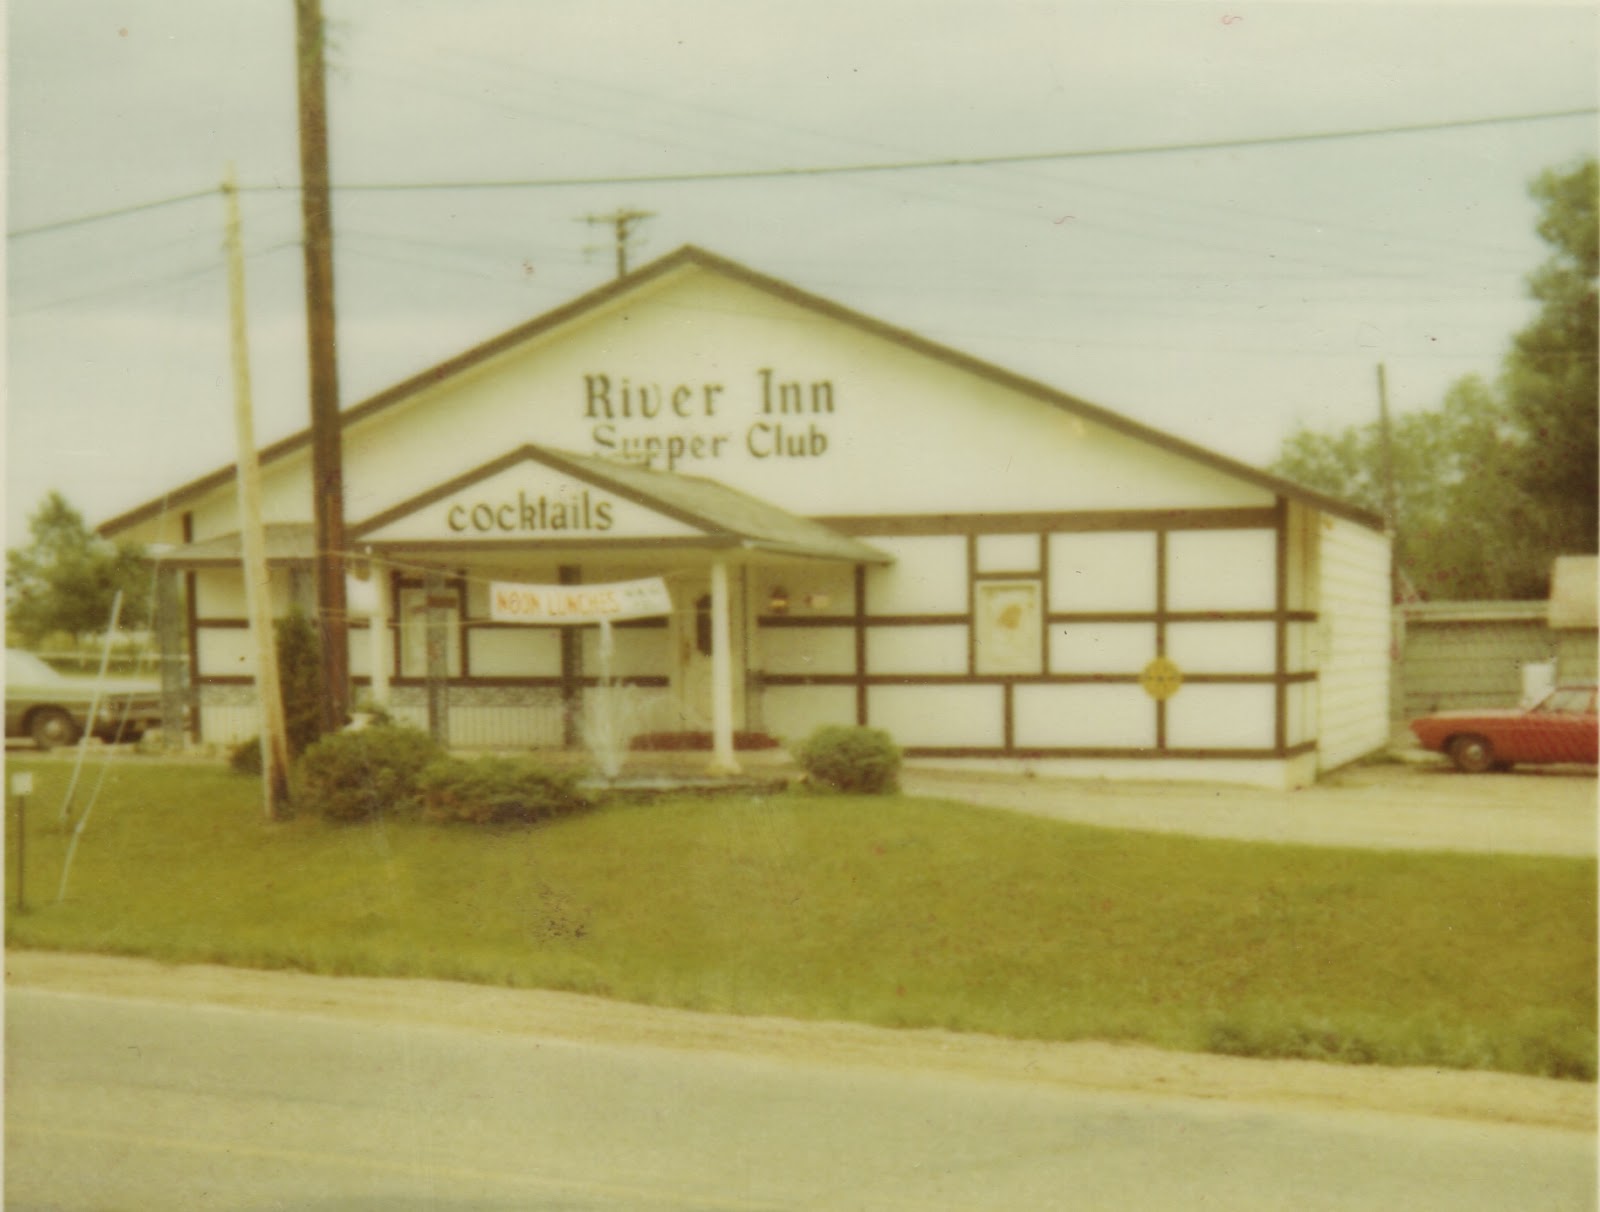 River Inn
Supper Club
cocktails
NOON LUNCHES